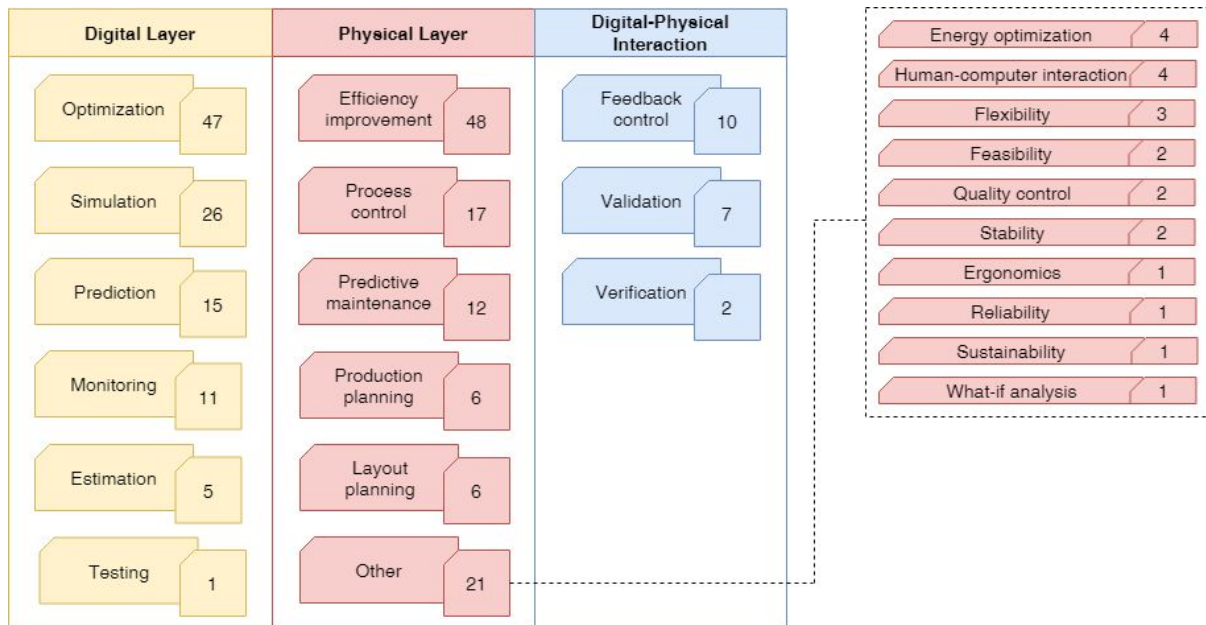 Digital Layer
Optimization
47
Simulation
26
Prediction
15
Monitoring
11
Estimation
5
Testing
1
Physical Layer
Efficiency
improvement
48
Process
control
17
Predictive
maintenance
12
Production
planning
6
Layout
planning
6
Other
21
Digital-Physical
Interaction
Feedback
control
10
Validation
7
Verification
2
Energy optimization 4
Human-computer interaction 4
Flexibility 3
Feasibility 2
Quality control 2
Stability 2
Ergonomics 1
Reliability 1
Sustainability 1
What-if analysis 1